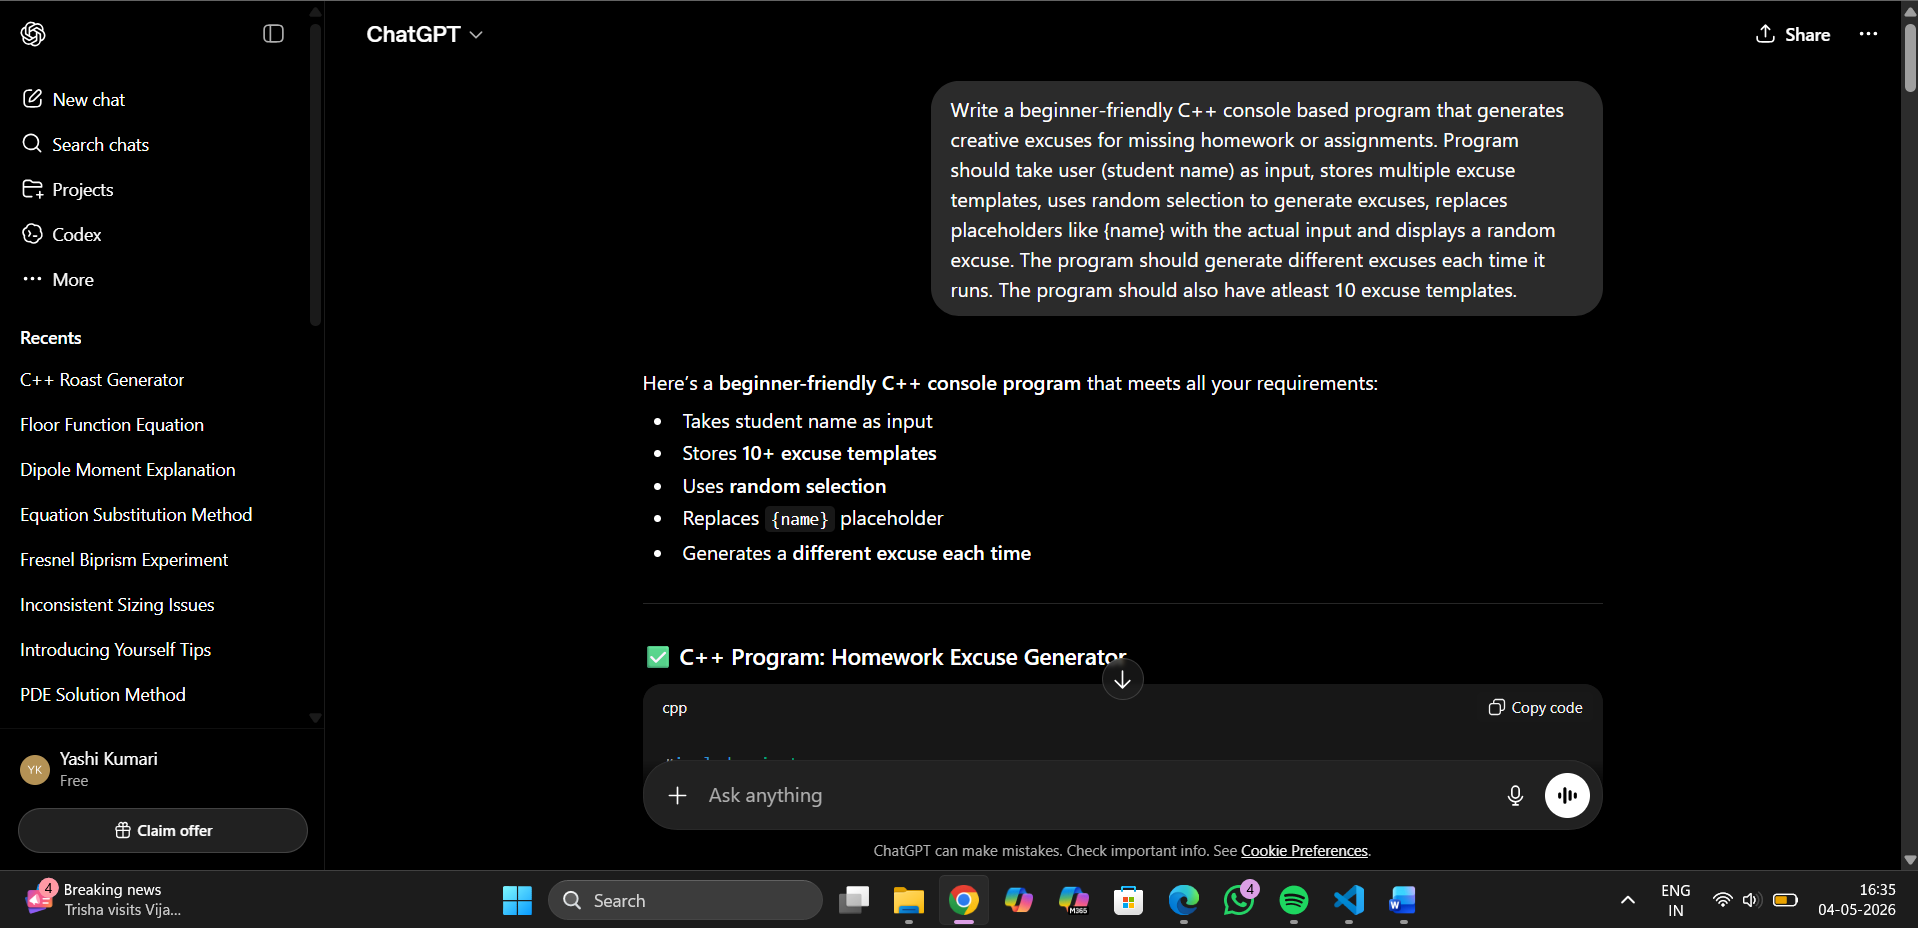 ChatGPT
Share
New chat
Search chats
Projects
Codex
More
Recents
C++ Roast Generator
Floor Function Equation
Dipole Moment Explanation
Equation Substitution Method
Fresnel Biprism Experiment
Inconsistent Sizing Issues
Introducing Yourself Tips
PDE Solution Method
YK
Yashi Kumari
Free
Claim offer
Write a beginner-friendly C++ console based program that generates
creative excuses for missing homework or assignments. Program
should take user (student name) as input, stores multiple excuse
templates, uses random selection to generate excuses, replaces
placeholders like {name} with the actual input and displays a random
excuse. The program should generate different excuses each time it
runs. The program should also have atleast 10 excuse templates.
Here's a beginner-friendly C++ console program that meets all your requirements:
Takes student name as input
Stores 10+ excuse templates
Uses random selection
Replaces {name} placeholder
Generates a different excuse each time
C++ Program: Homework Excuse Generator
cpp
Copy code
Ask anything
ChatGPT can make mistakes. Check important info. See Cookie Preferences.
4
Breaking news
Trisha visits Vija...
Search
M365
4
W
ENG
IN
16:35
04-05-2026